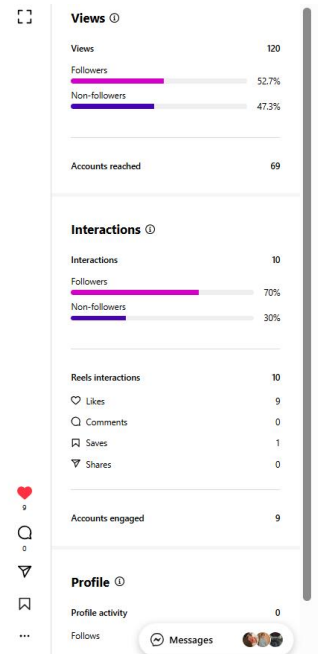 Views
Views 120
Followers
52.7%
Non-followers
47.3%
Accounts reached 69
Interactions
Interactions 10
Followers
70%
Non-followers
30%
Reels interactions 10
Likes 9
Comments 0
Saves 1
Shares 0
9
0
Accounts engaged 9
Profile
Profile activity 0
Follows
Messages